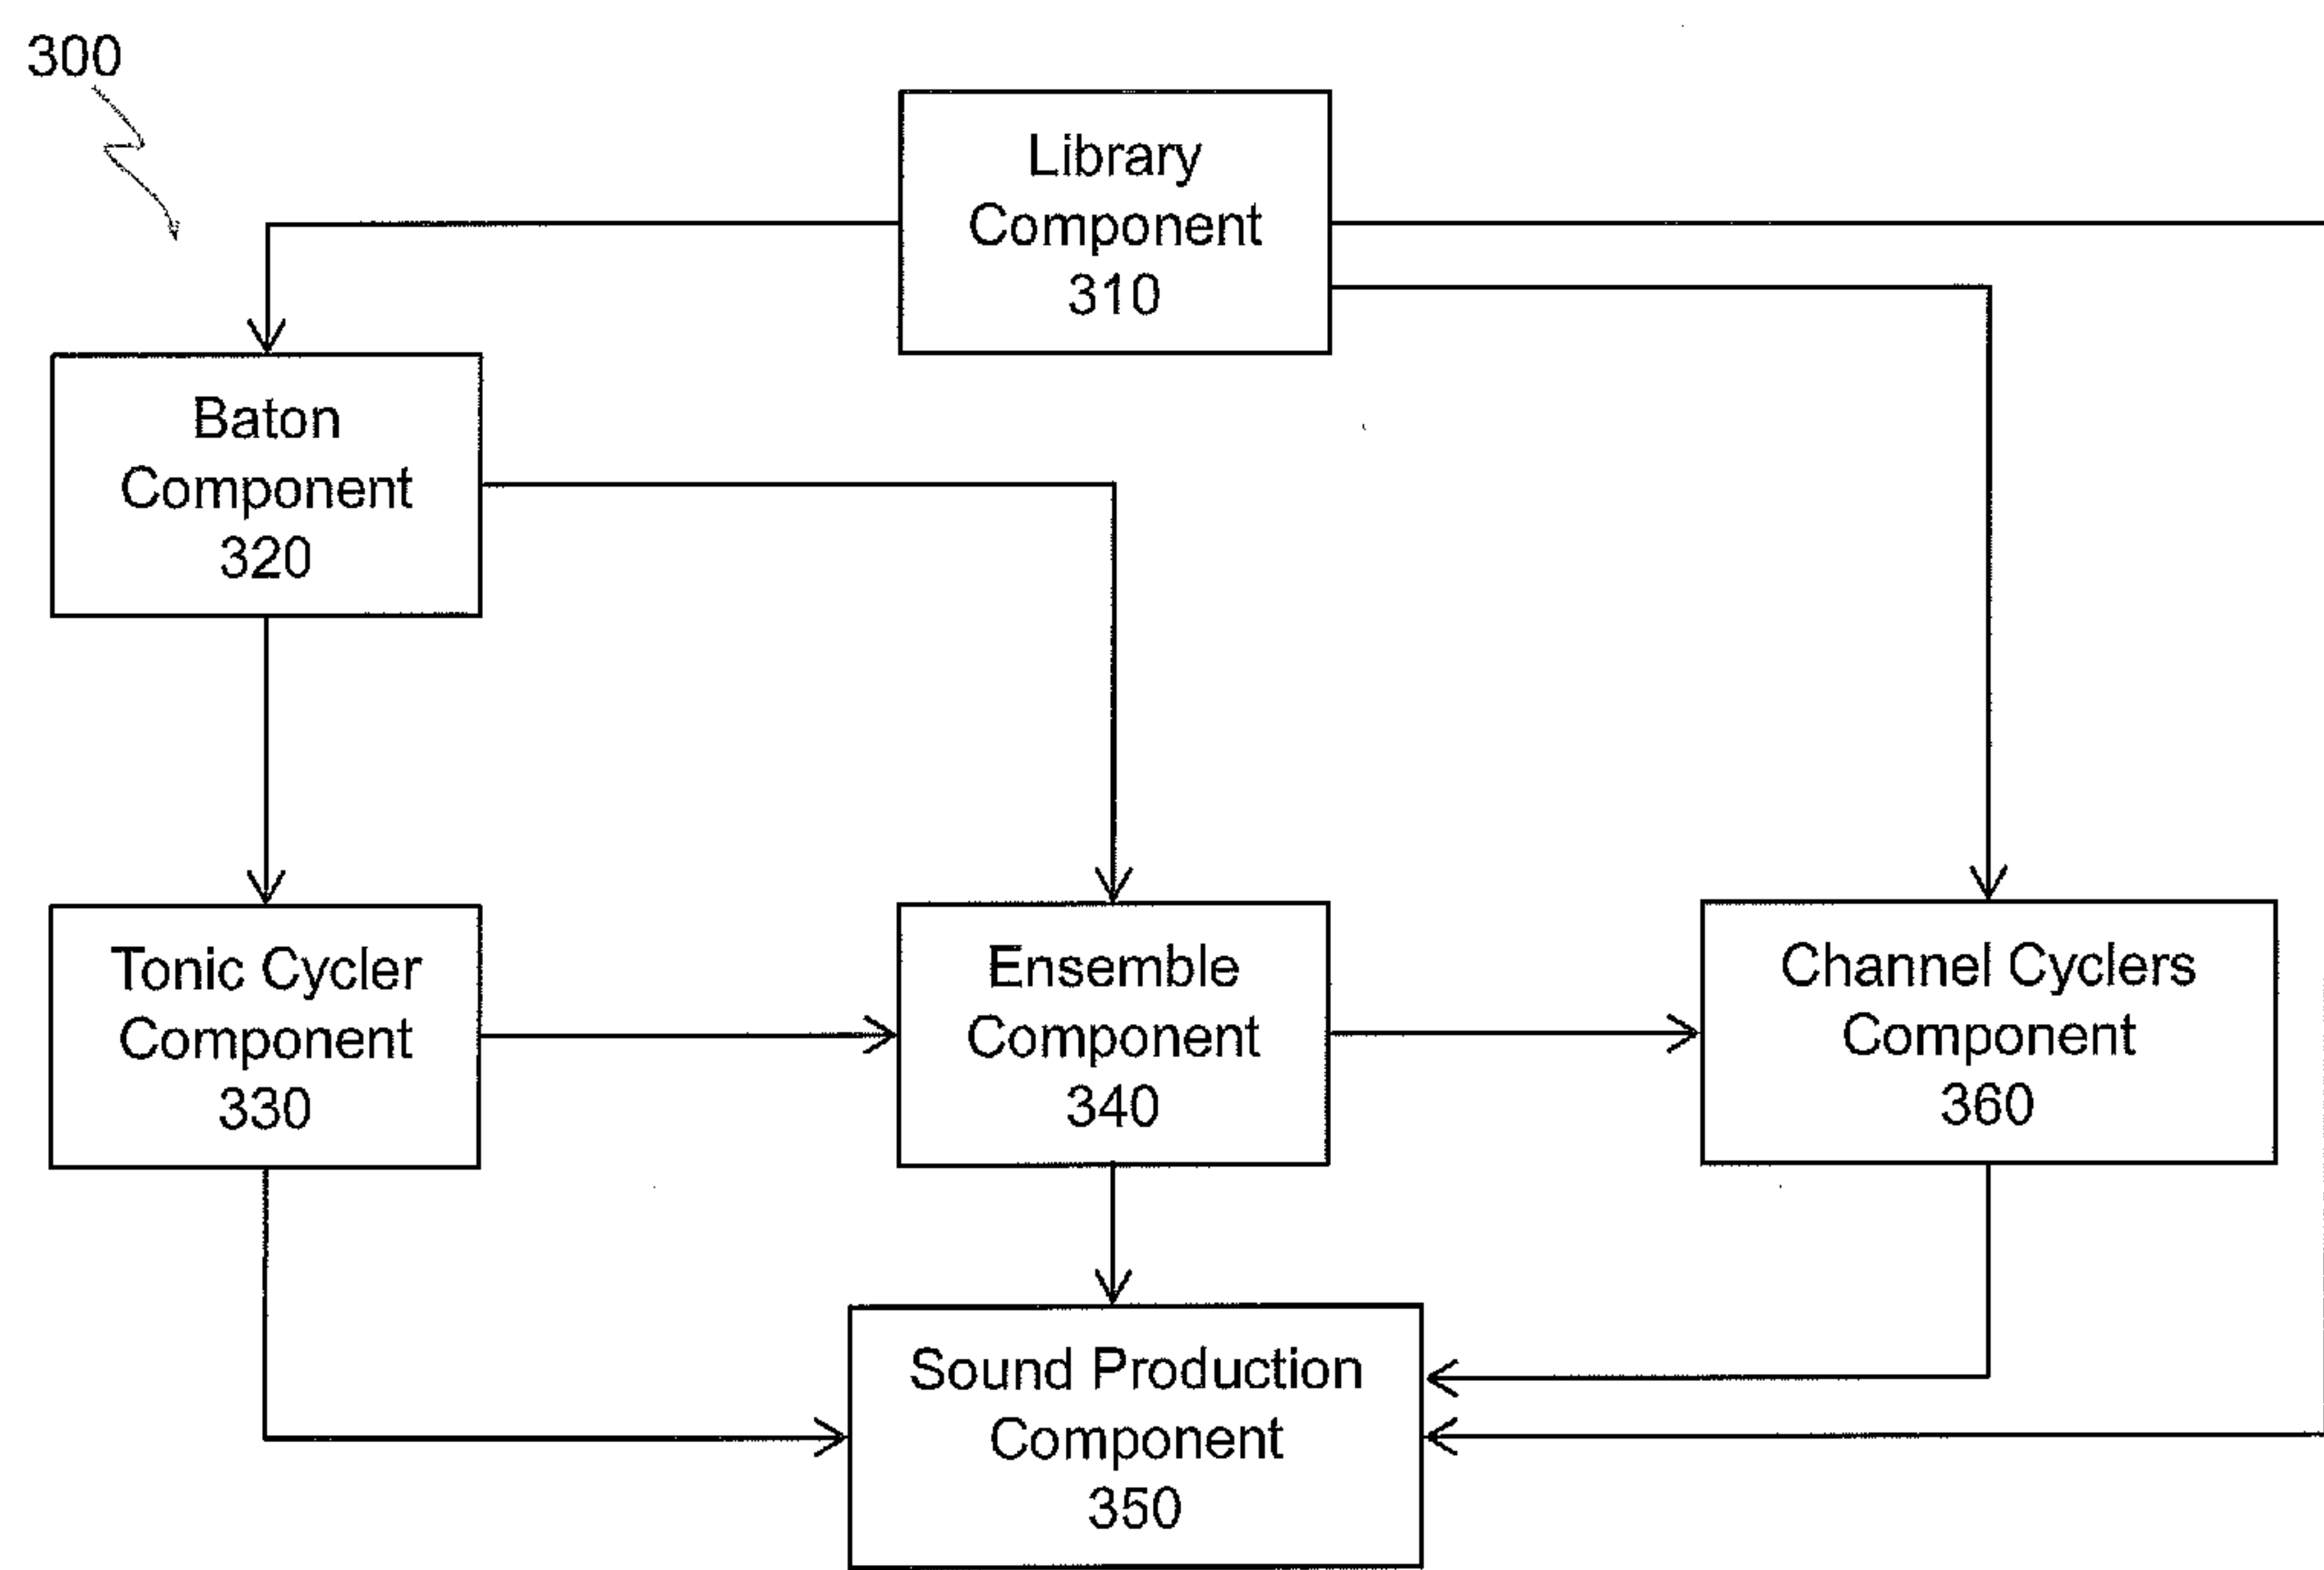 300
Library
Component
310
Baton
Component
320
Tonic Cycler
Component
330
Ensemble
Component
340
Channel Cyclers
Component
360
Sound Production
Component
350